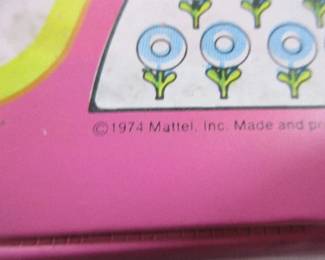 ©1974 Mattel, Inc. Made and